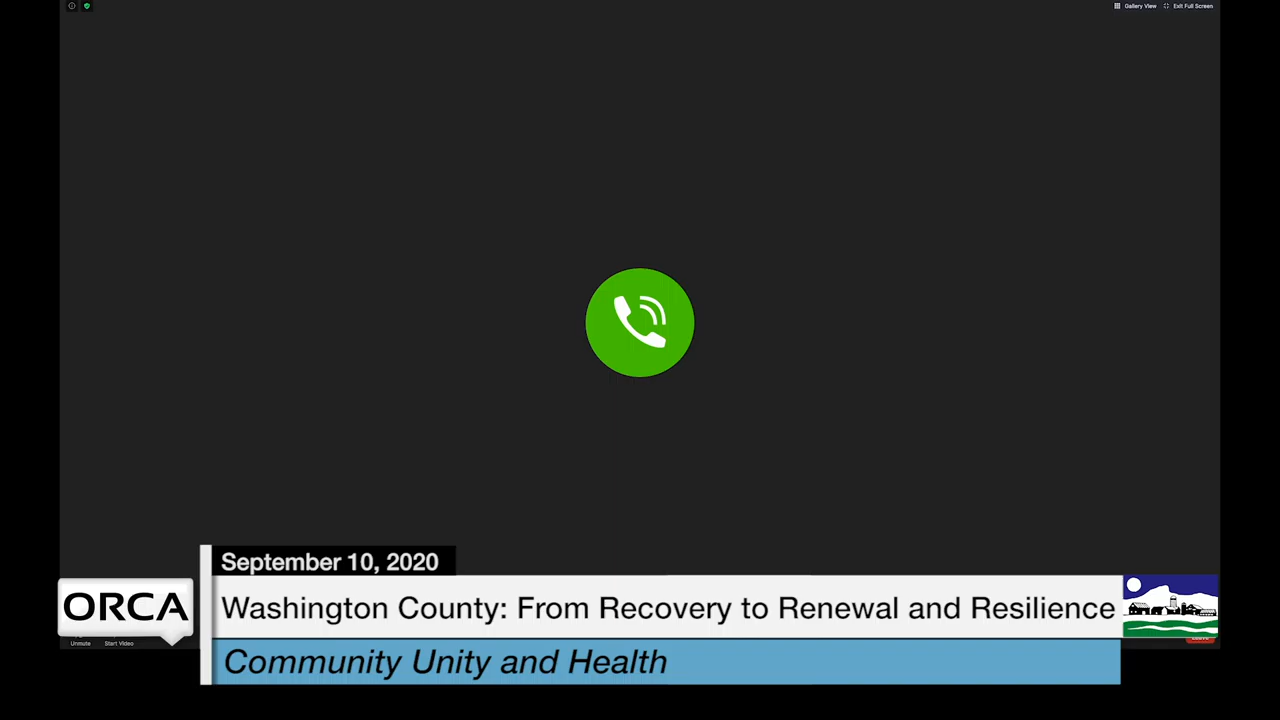 Gallery View Exit Full Screen
September 10, 2020
ORCA
Washington County: From Recovery to Renewal and Resilience
Unmute Start Video
Community Unity and Health